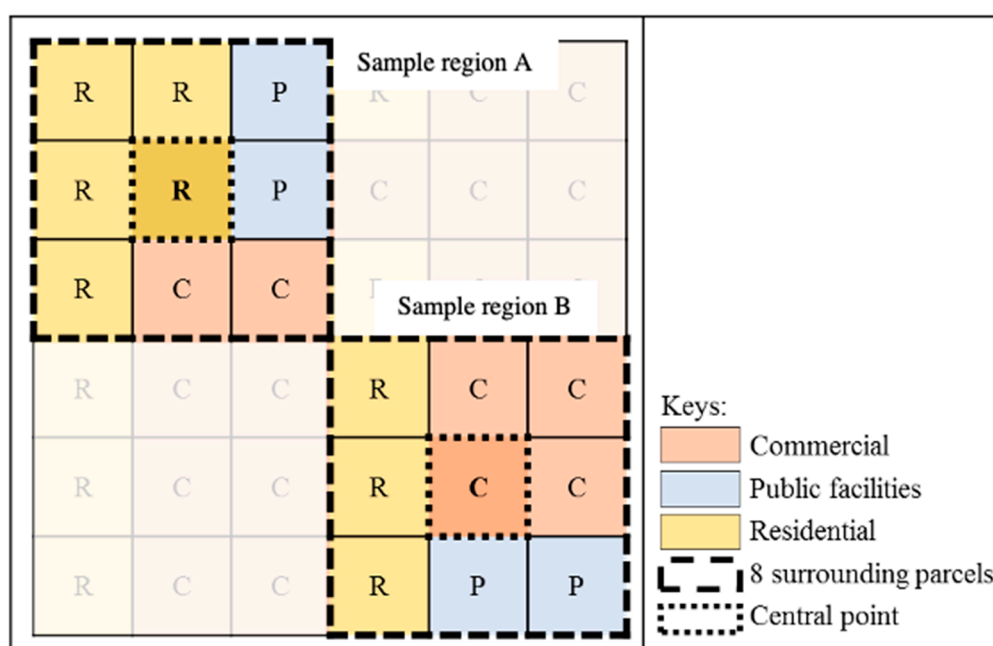 Sample region A
R R P R C C
R R P C C C
R C C
Sample region B
R C C R C C
R C C R C C
R C C R P P
Keys:
Commercial
Public facilities
Residential
8 surrounding parcels
Central point